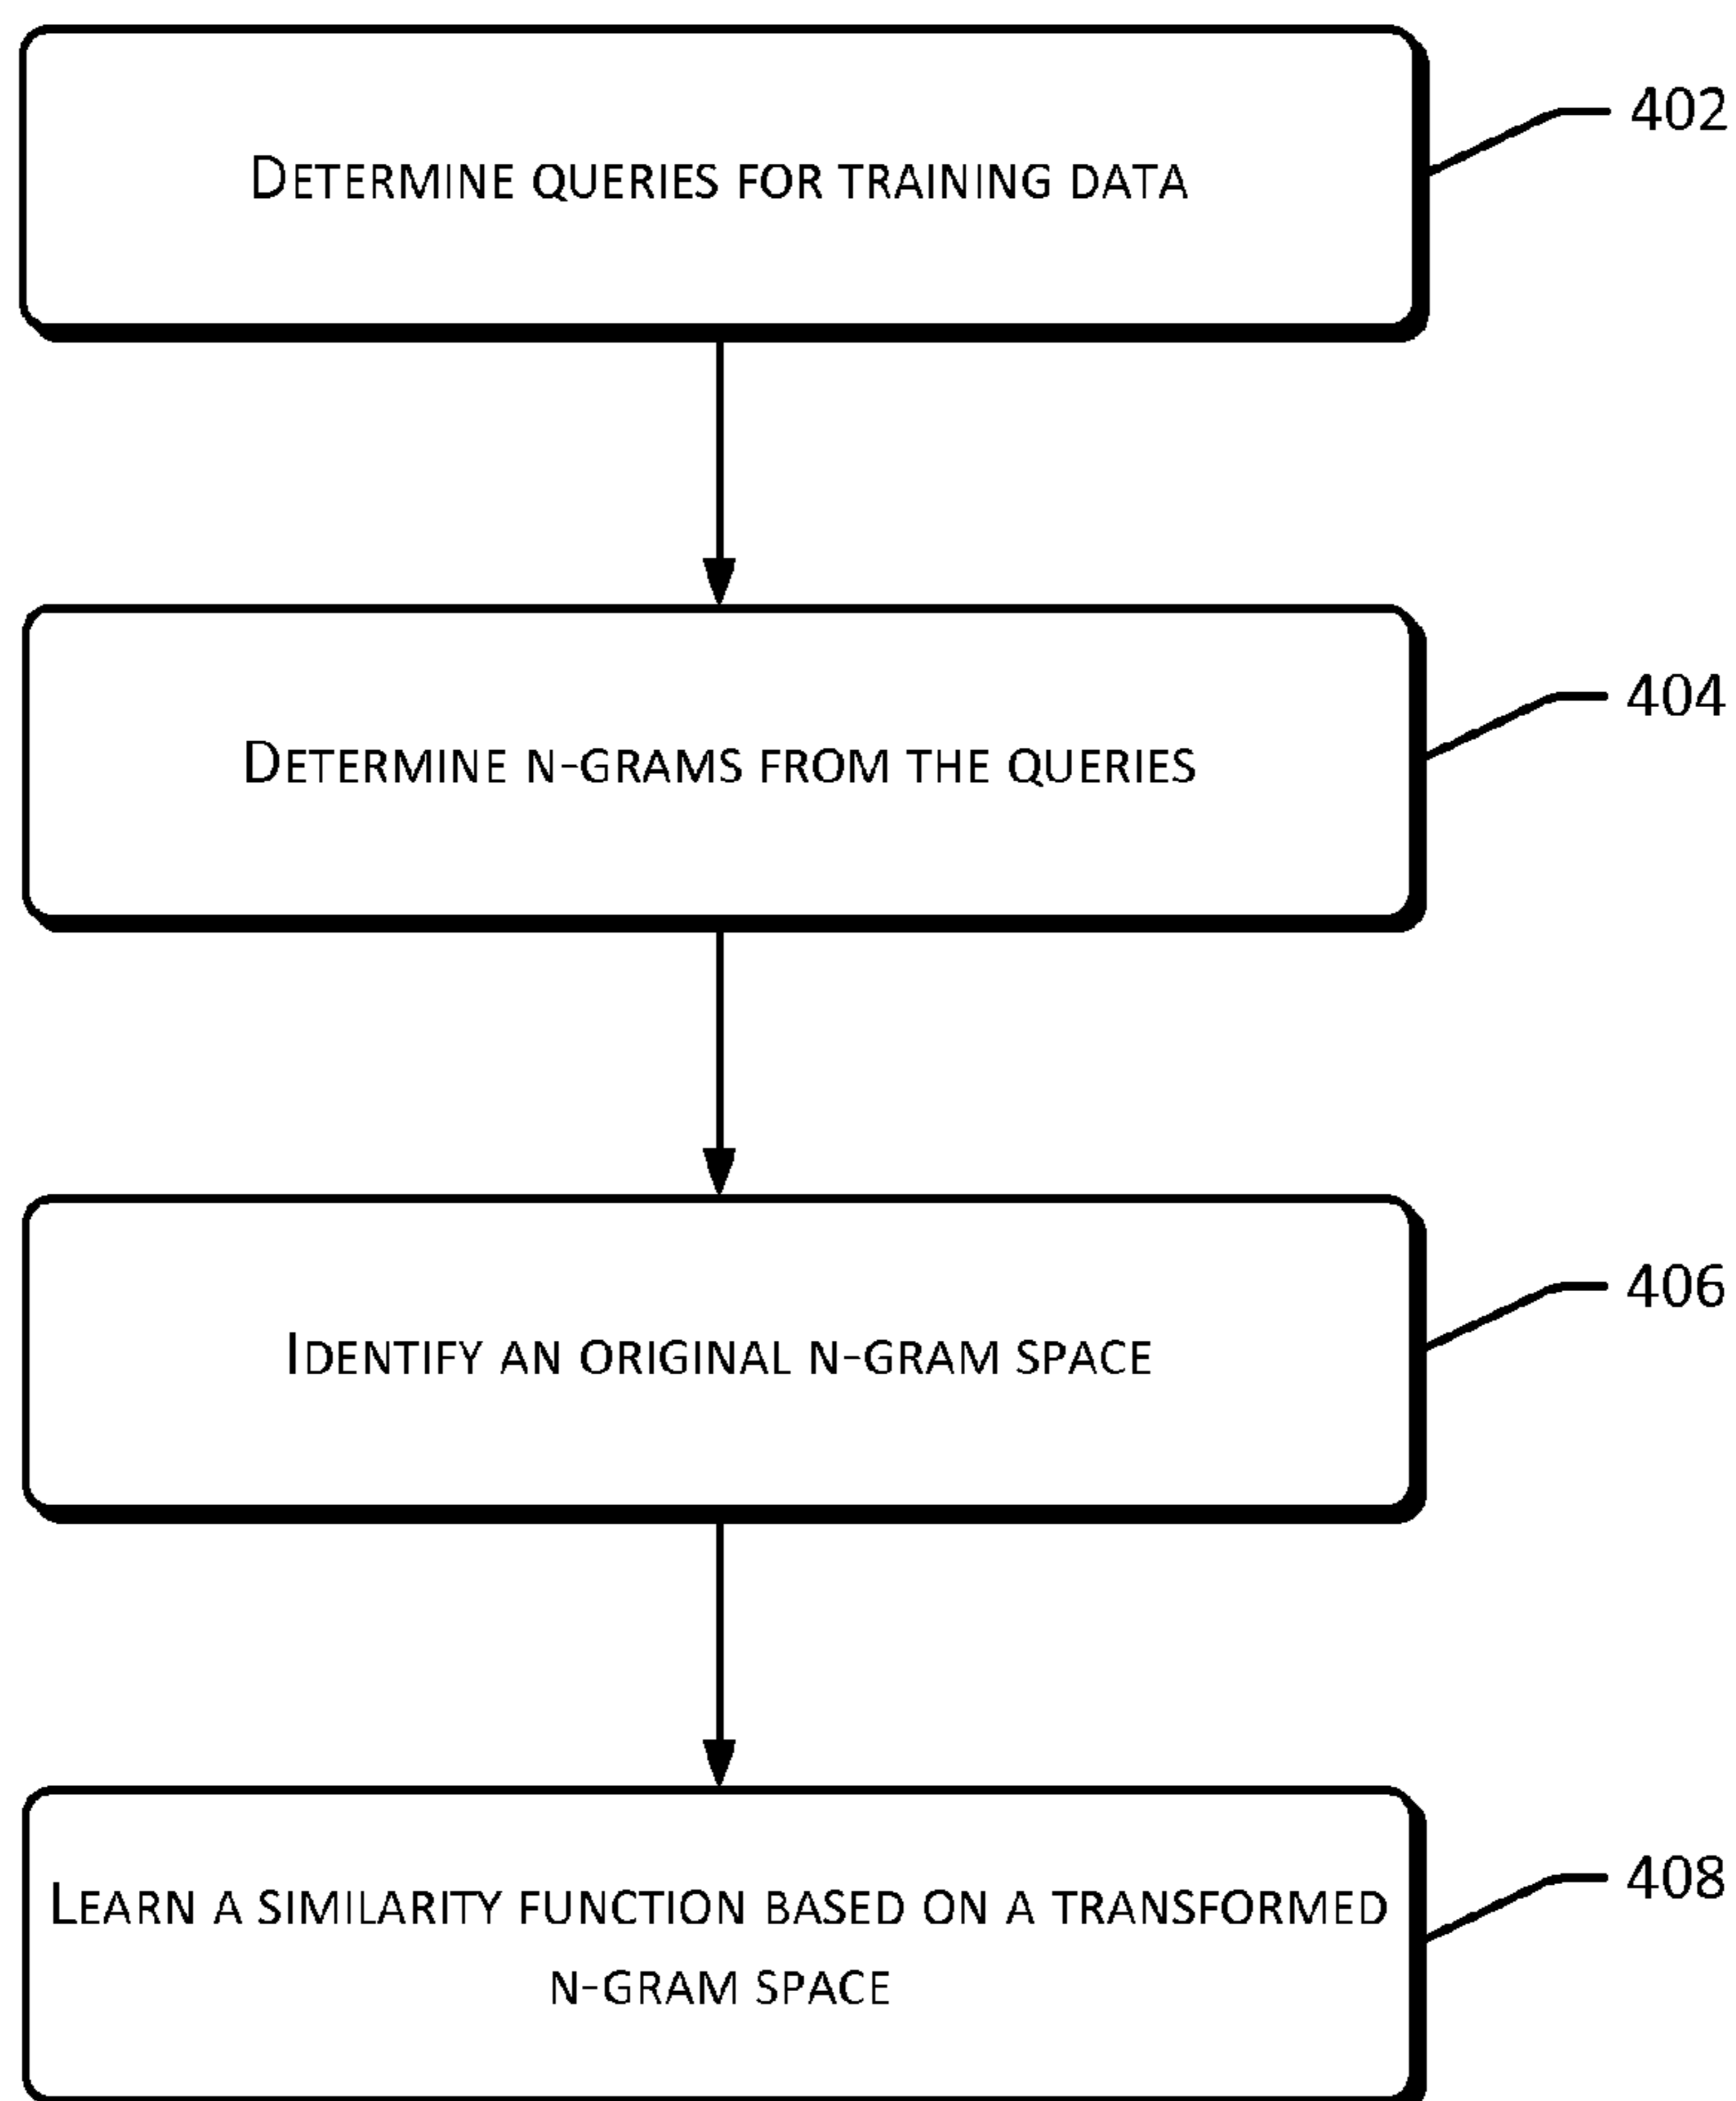 DETERMINE QUERIES FOR TRAINING DATA
402
DETERMINE N-GRAMS FROM THE QUERIES
404
IDENTIFY AN ORIGINAL N-GRAM SPACE
406
LEARN A SIMILARITY FUNCTION BASED ON A TRANSFORMED
N-GRAM SPACE
408